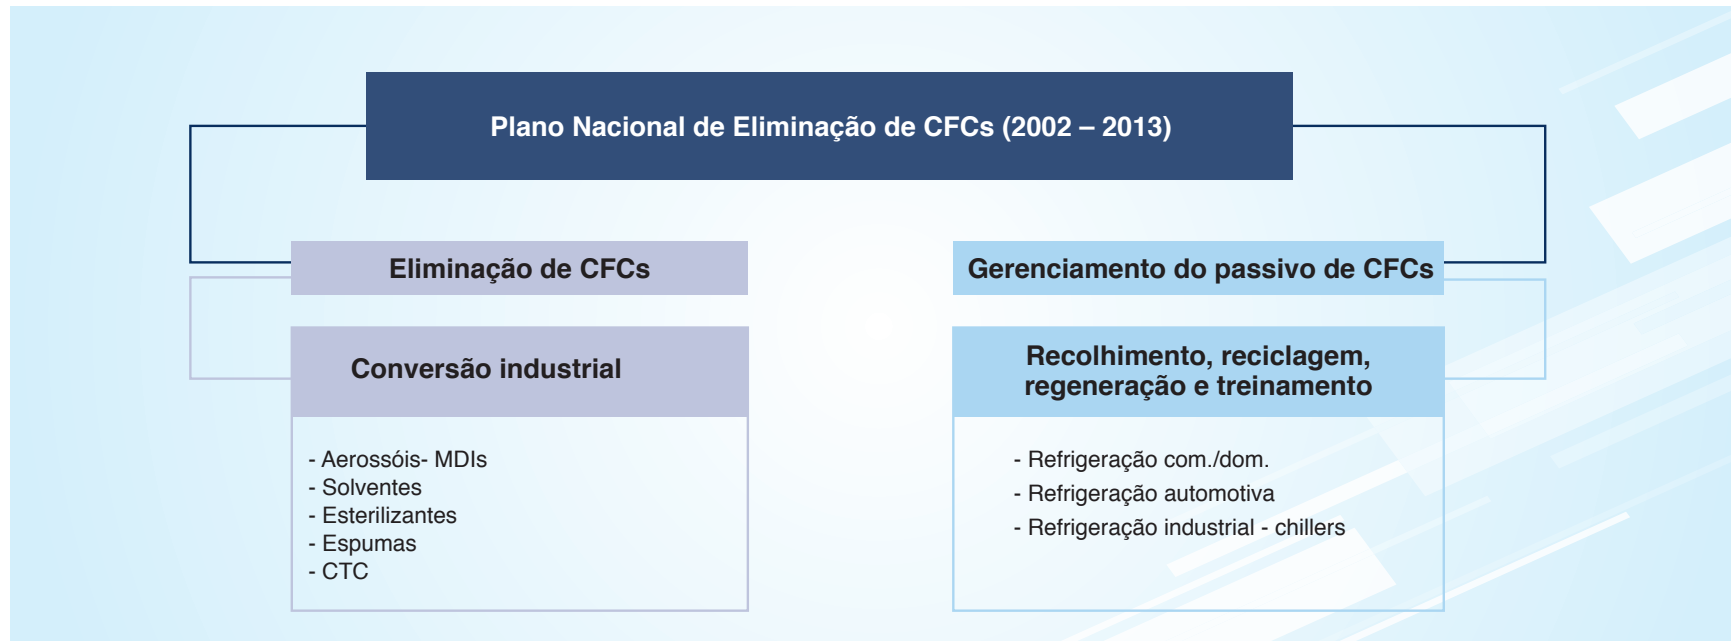 Plano Nacional de Eliminação de CFCs (2002 – 2013)
Eliminação de CFCs
Conversão industrial
- Aerossóis- MDIs
- Solventes
- Esterilizantes
- Espumas
- CTC
Gerenciamento do passivo de CFCs
Recolhimento, reciclagem,
regeneração e treinamento
- Refrigeração com./dom.
- Refrigeração automotiva
- Refrigeração industrial - chillers